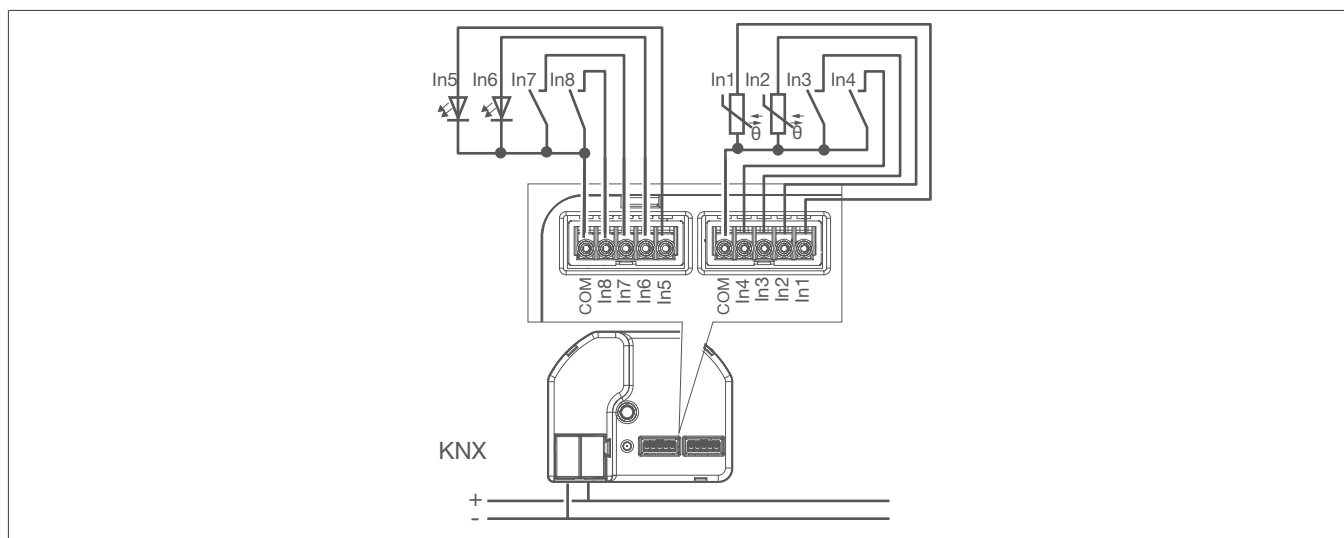 In5 In6 In7 In8 In1 In2 In3 In4
θ θ
COM In8 In7 In6 In5 COM In4 In3 In2 In1
KNX
+
-